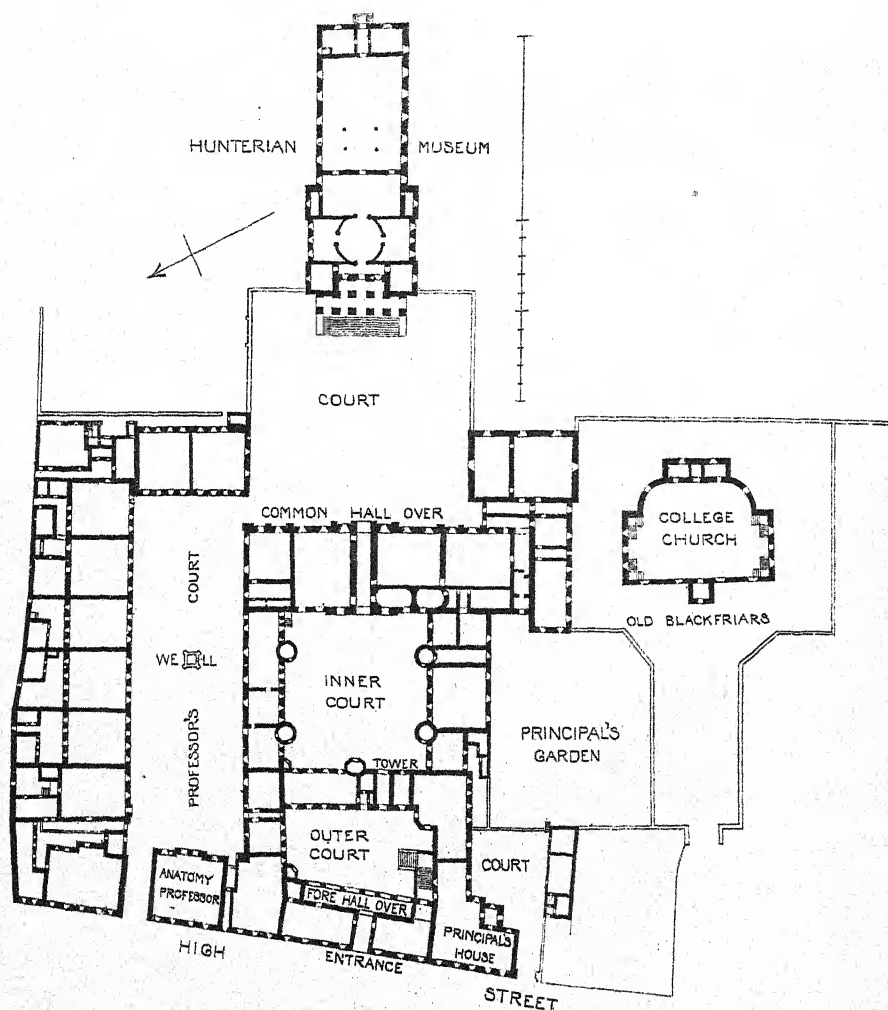 HUNTERIAN MUSEUM
COURT
COMMON HALL OVER
COLLEGE
CHURCH
OLD BLACKFRIARS
PROFESSOR'S COURT
WELL
INNER
COURT
PRINCIPAL'S
GARDEN
TOWER
OUTER
COURT
COURT
ANATOMY
PROFESSOR
FORE HALL OVER
PRINCIPAL'S
HOUSE
HIGH STREET
ENTRANCE